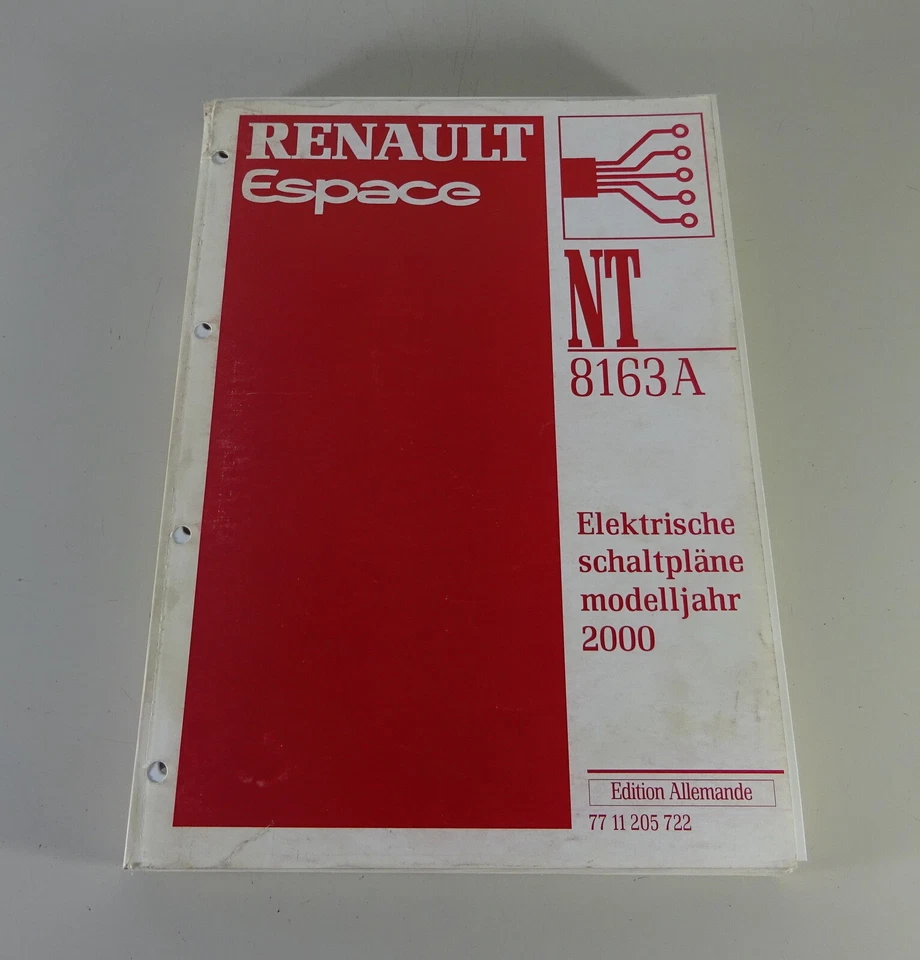 RENAULT
Espace
NT
8163A
Elektrische
schaltpläne
modelljahr
2000
Edition Allemande
77 11 205 722